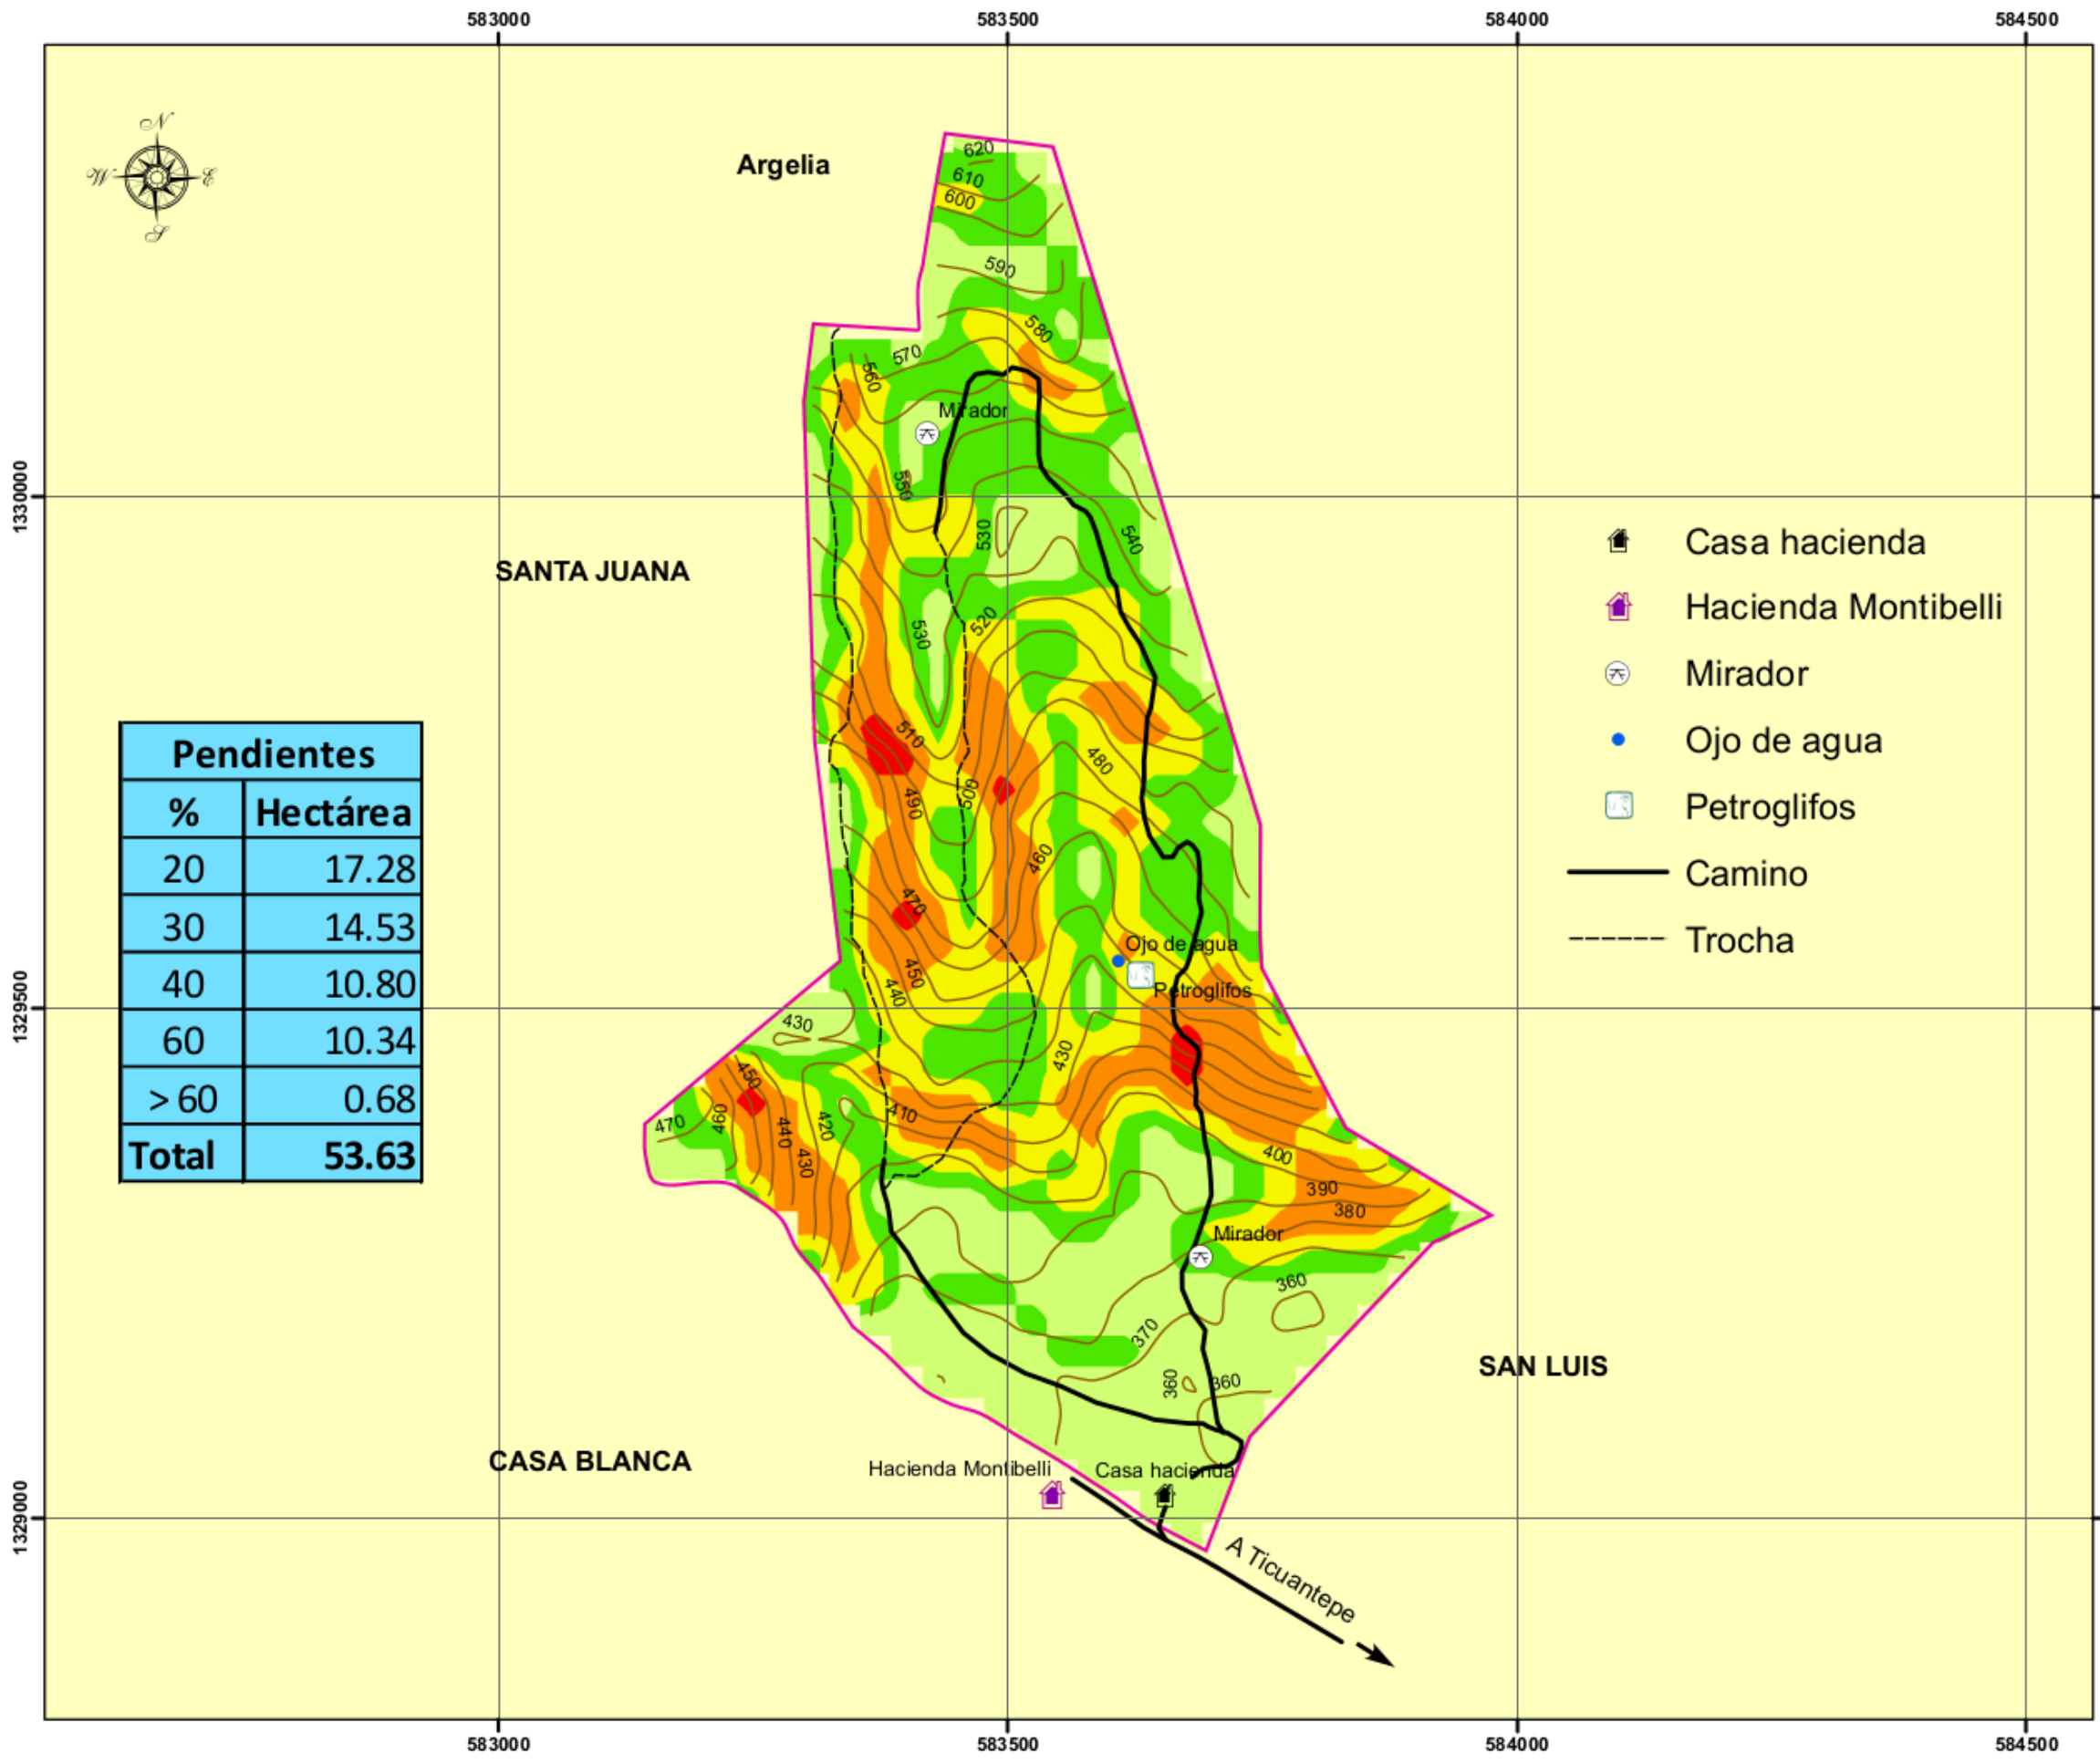 583000 583500 584000 584500
N
W E
S
Argelia
620
610
600
590
580
570
560
Mirador
1330000
550
530
540
SANTA JUANA
530
520
510
480
490
500
460
470
Ojo de agua
Petroglifos
450
440
1329500
430
430
450
460
470
440
420
430
410
400
390
380
Mirador
360
370
360
360
SAN LUIS
CASA BLANCA
Hacienda Montibelli
Casa hacienda
1329000
A Ticuantepe
Casa hacienda
Hacienda Montibelli
Mirador
Ojo de agua
Petroglifos
Camino
Trocha
Pendientes
% Hectárea
20 17.28
30 14.53
40 10.80
60 10.34
>60 0.68
Total 53.63
583000 583500 584000 584500